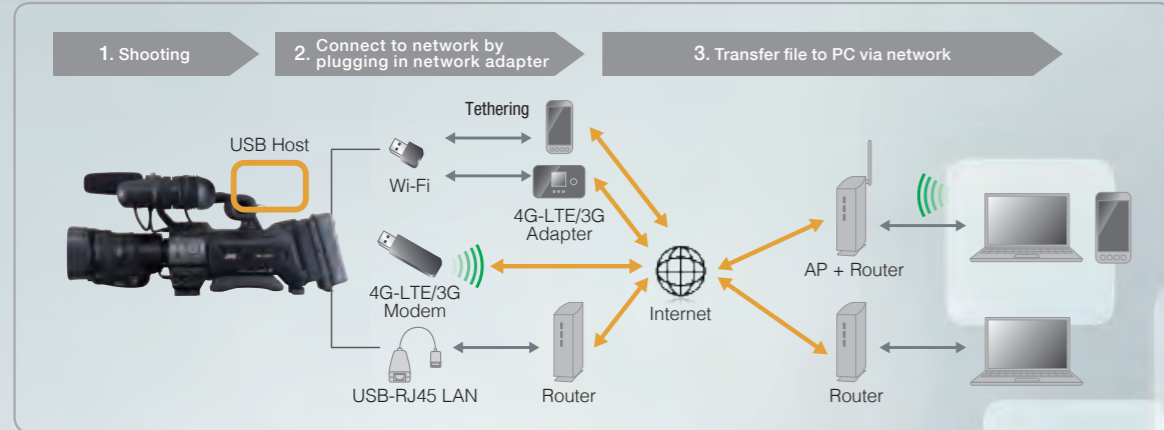 1. Shooting
2. Connect to network by
plugging in network adapter
3. Transfer file to PC via network
Tethering
USB Host
Wi-Fi
4G-LTE/3G
Adapter
4G-LTE/3G
Modem
Internet
AP + Router
USB-RJ45 LAN
Router
Router
JVC